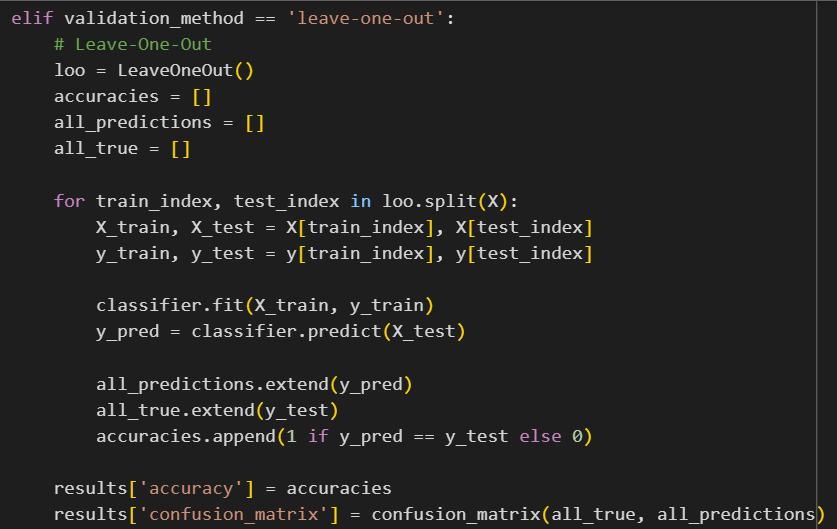 elif validation_method == 'leave-one-out':
    # Leave-One-Out
    loo = LeaveOneOut()
    accuracies = []
    all_predictions = []
    all_true = []

    for train_index, test_index in loo.split(X):
        X_train, X_test = X[train_index], X[test_index]
        y_train, y_test = y[train_index], y[test_index]

        classifier.fit(X_train, y_train)
        y_pred = classifier.predict(X_test)

        all_predictions.extend(y_pred)
        all_true.extend(y_test)
        accuracies.append(1 if y_pred == y_test else 0)

    results['accuracy'] = accuracies
    results['confusion_matrix'] = confusion_matrix(all_true, all_predictions)